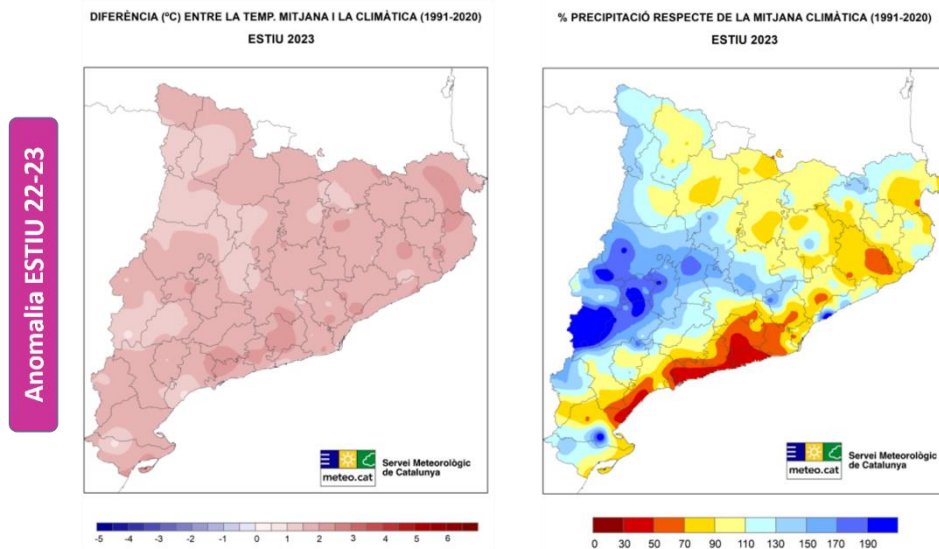 DIFERÈNCIA (ºC) ENTRE LA TEMP. MITJANA I LA CLIMÀTICA (1991-2020)
ESTIU 2023
% PRECIPITACIÓ RESPECTE DE LA MITJANA CLIMÀTICA (1991-2020)
ESTIU 2023
Anomalia ESTIU 22-23
meteo.cat
Servei Meteorològic
de Catalunya
meteo.cat
Servei Meteorològic
de Catalunya
-5 -4 -3 -2 -1 0 1 2 3 4 5 6
0 30 50 70 90 110 130 150 170 190